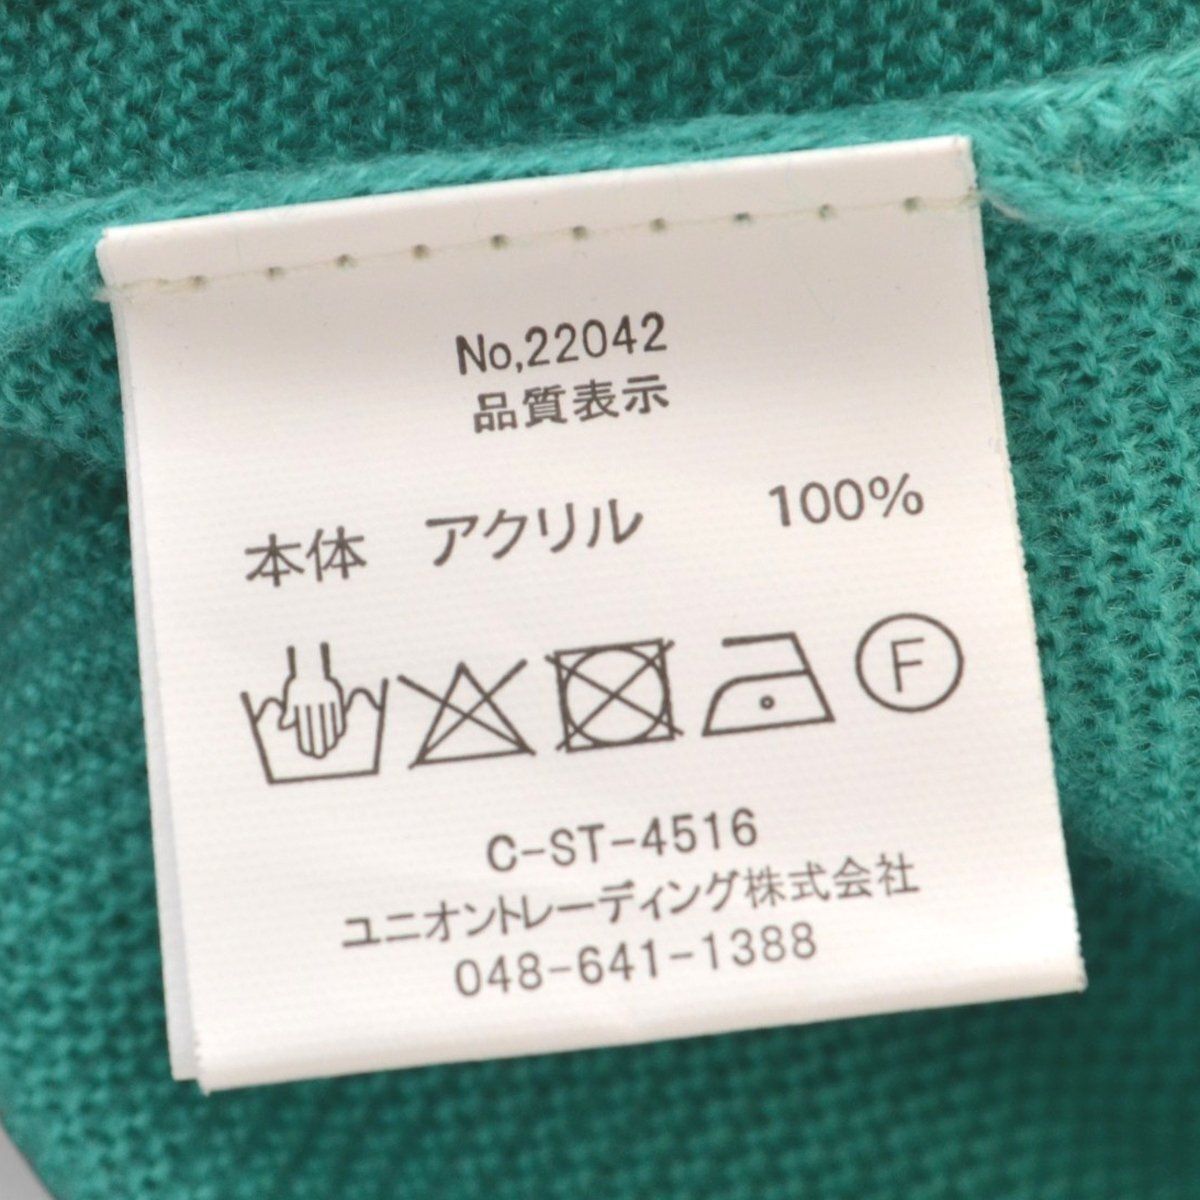 No,22042
品質表示
本体 アクリル 100%
F
C-ST-4516
ユニオントレーディング株式会社
048-641-1388